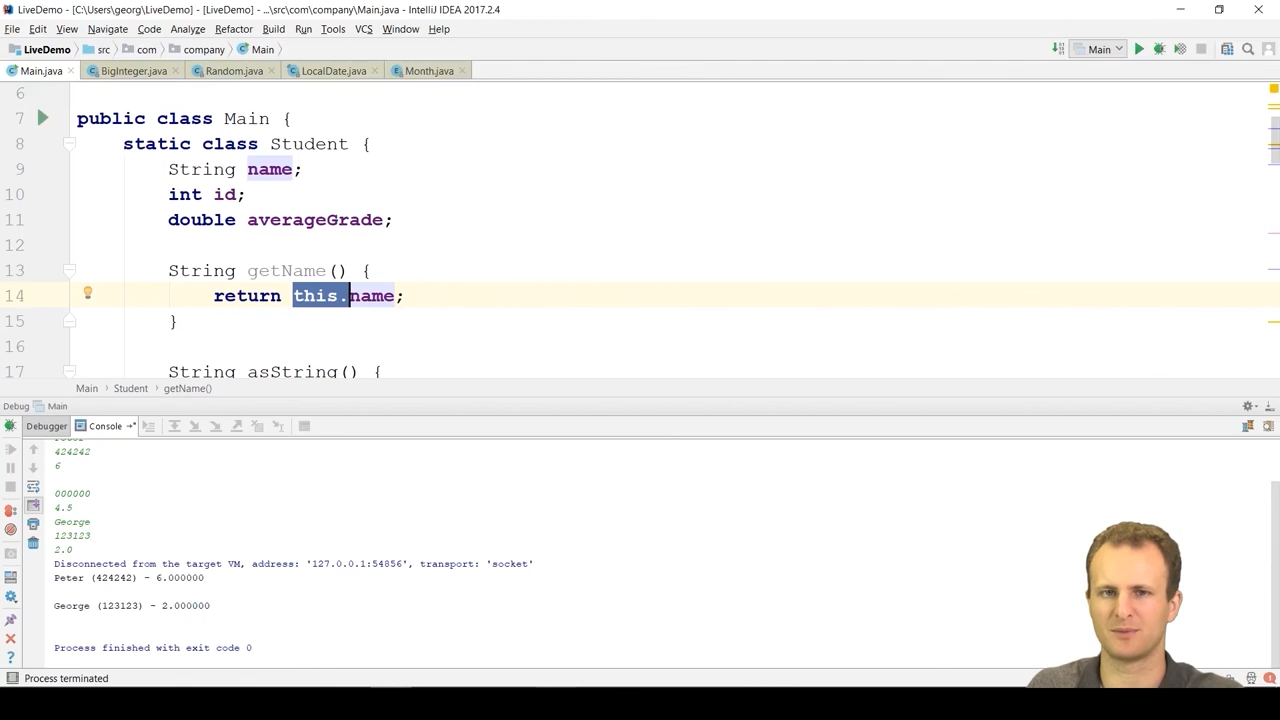 LiveDemo - [C:\Users\georg\LiveDemo] - [LiveDemo] - ...\src\com\company\Main.java - IntelliJ IDEA 2017.2.4
File Edit View Navigate Code Analyze Refactor Build Run Tools VCS Window Help
LiveDemo src com company Main Main
Main.java BigInteger.java Random.java LocalDate.java Month.java
6
7 public class Main {
8 static class Student {
9 String name;
10 int id;
11 double averageGrade;
12
13 String getName() {
14 return this.name;
15 }
16
17 String asString() {
Main Student getName()
Debug Main
Debugger Console
424242
6
000000
4.5
George
123123
2.0
Disconnected from the target VM, address: '127.0.0.1:54856', transport: 'socket'
Peter (424242) - 6.000000
George (123123) - 2.000000
Process finished with exit code 0
Process terminated